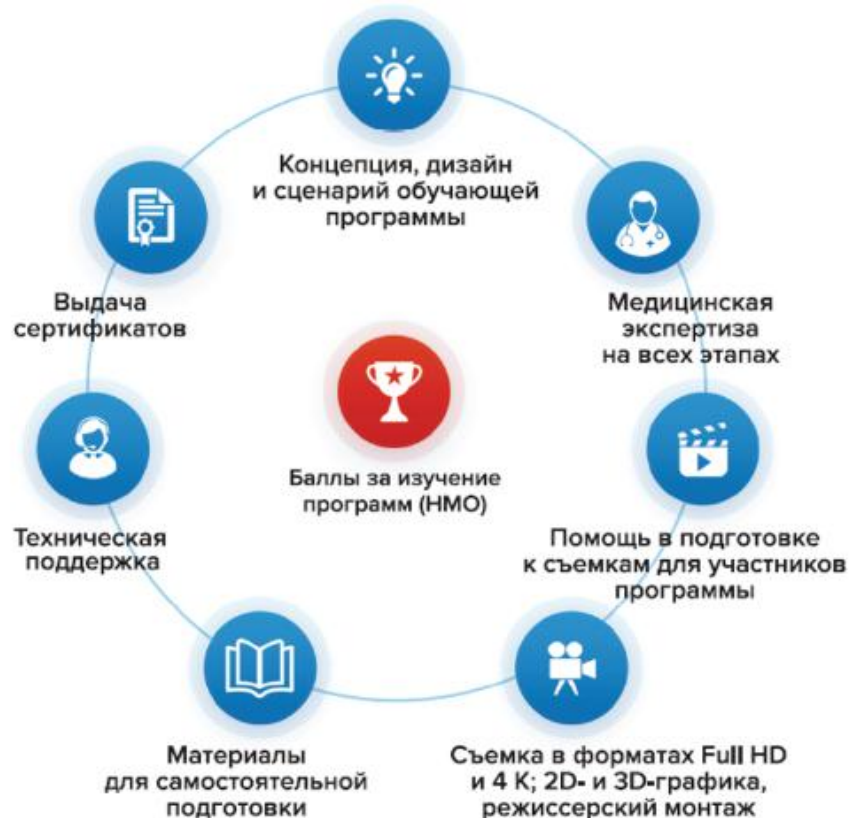 Концепция, дизайн
и сценарий обучающей
программы
Медицинская
экспертиза
на всех этапах
Помощь в подготовке
к съемкам для участников
программы
Съемка в форматах Full HD
и 4 K; 2D- и 3D-графика,
режиссерский монтаж
Материалы
для самостоятельной
подготовки
Техническая
поддержка
Выдача
сертификатов
Баллы за изучение
программ (НМО)